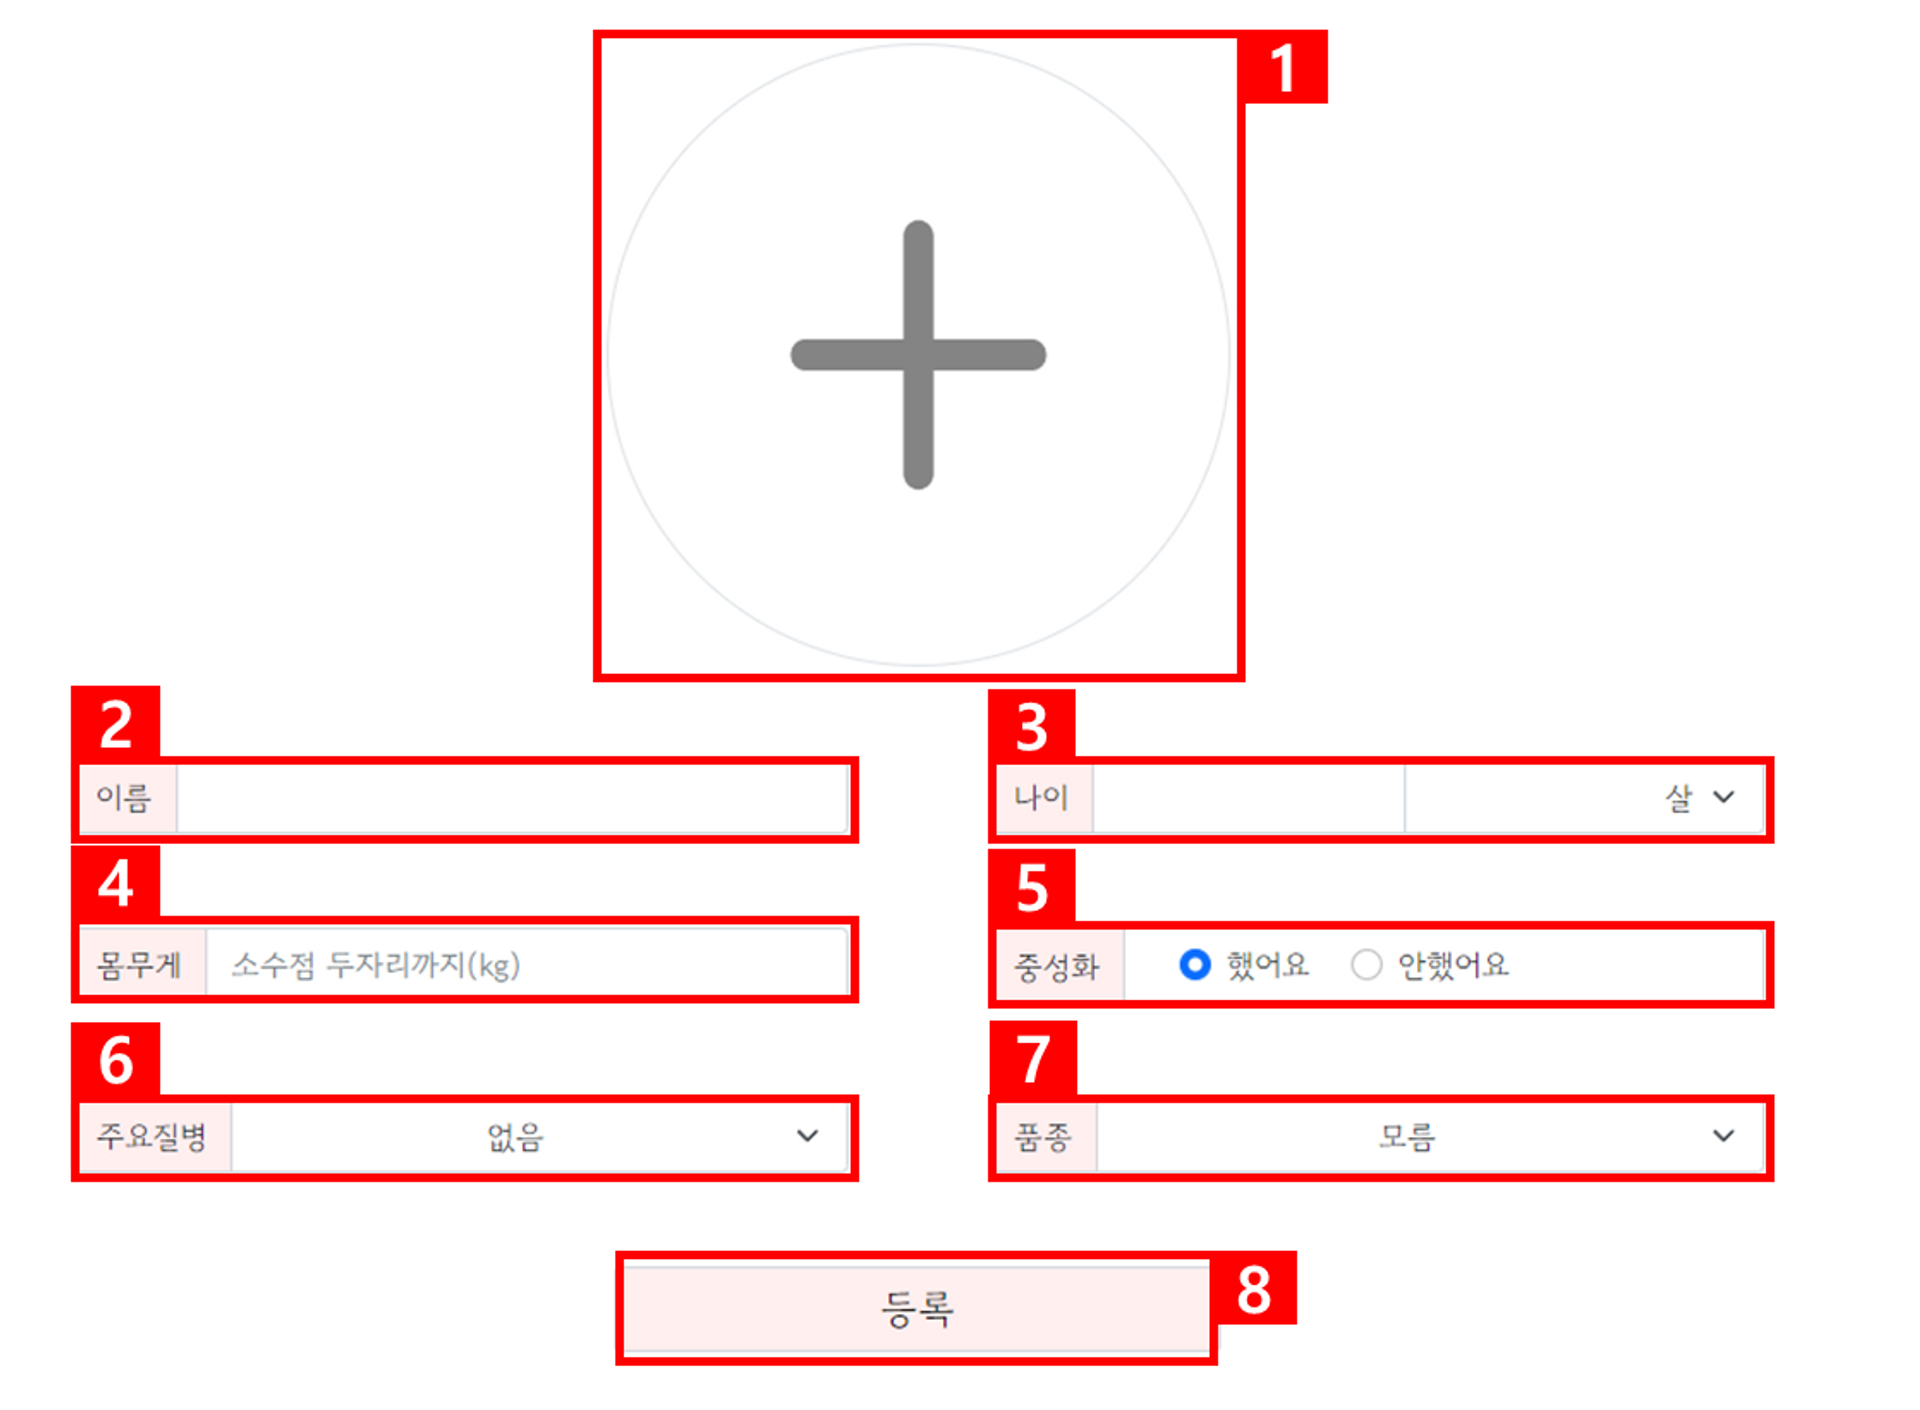 1
2
이름
3
나이 살
4
몸무게 소수점 두자리까지(kg)
5
중성화 했어요 안했어요
6
주요질병 없음
7
품종 모름
등록
8